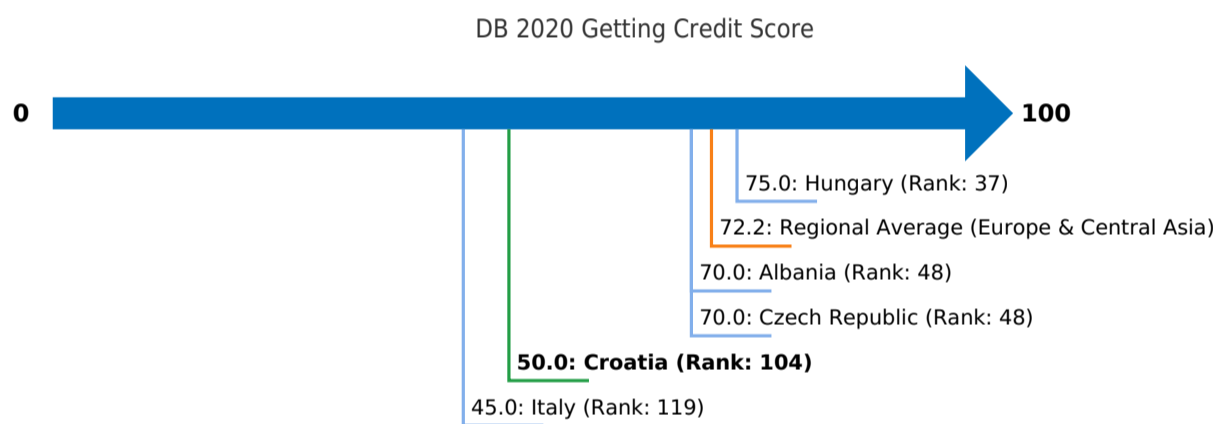 DB 2020 Getting Credit Score
0
100
75.0: Hungary (Rank: 37)
72.2: Regional Average (Europe & Central Asia)
70.0: Albania (Rank: 48)
70.0: Czech Republic (Rank: 48)
50.0: Croatia (Rank: 104)
45.0: Italy (Rank: 119)